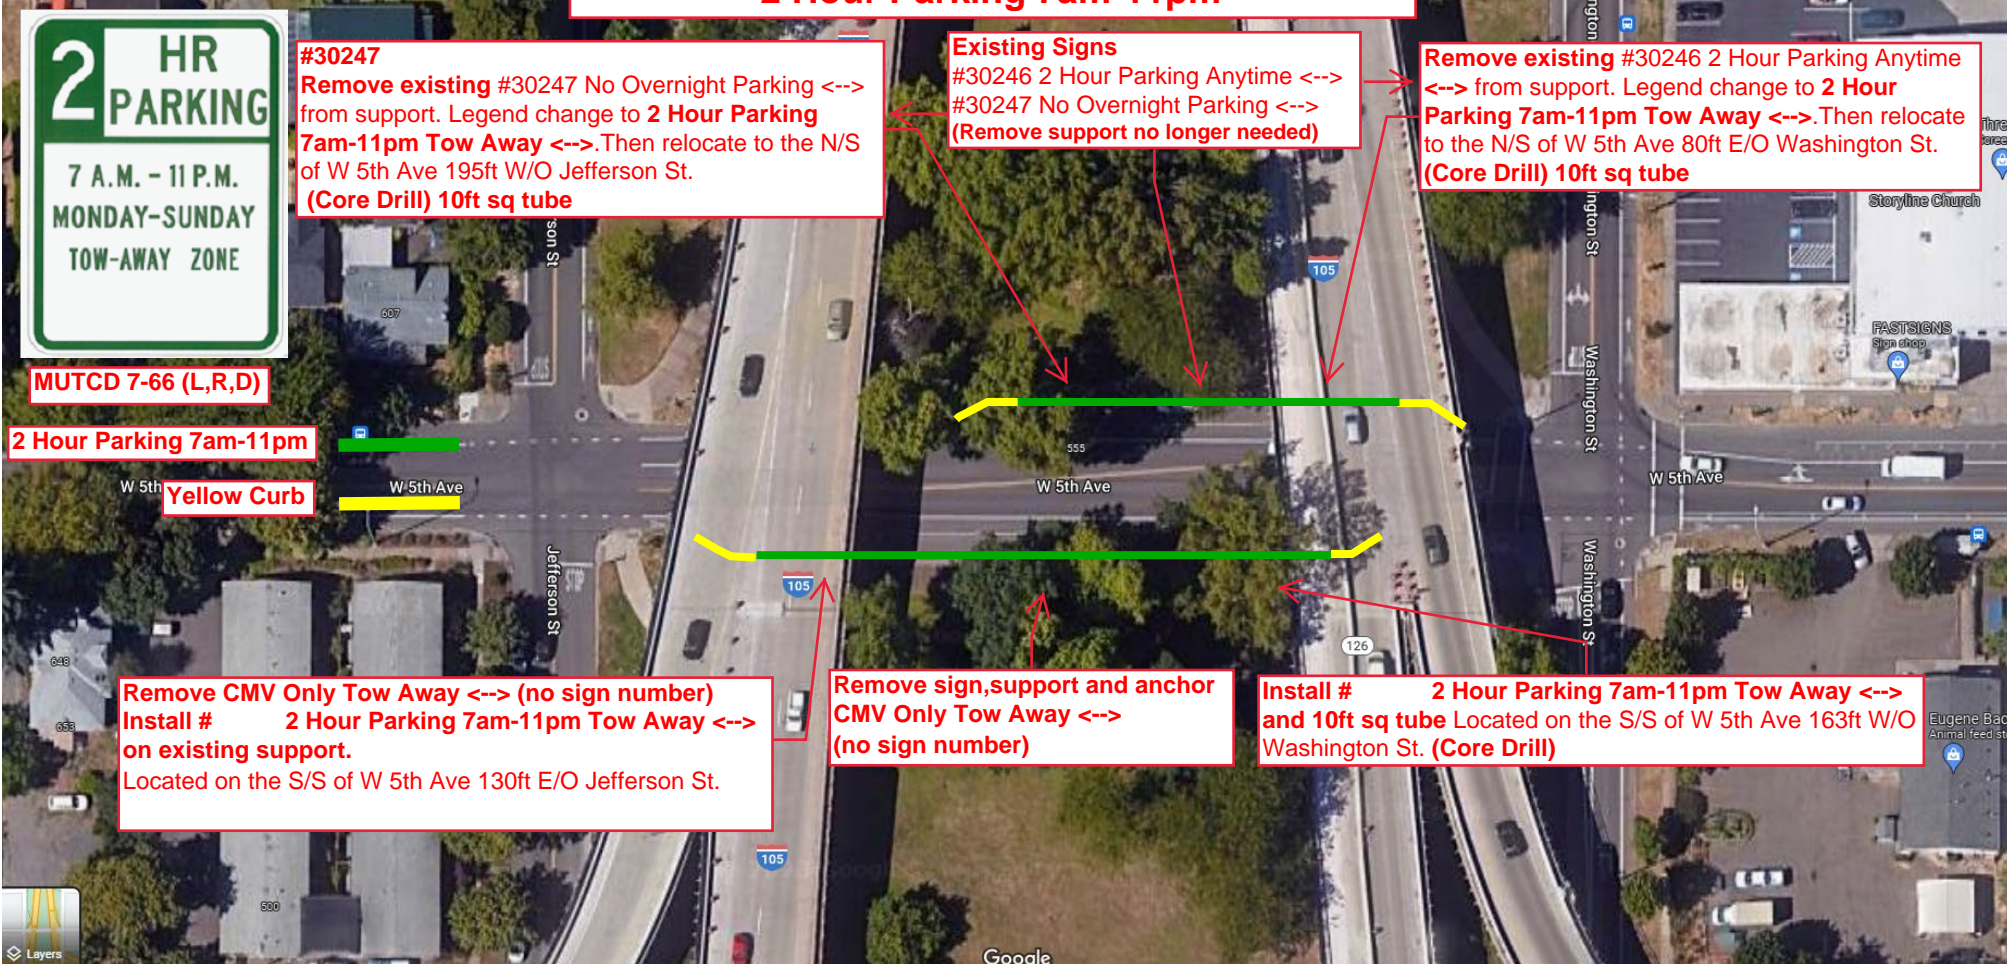 2 Hour Parking 7am-11pm
2 HR
PARKING
7 A.M. – 11 P.M.
MONDAY-SUNDAY
TOW-AWAY ZONE
#30247
Remove existing #30247 No Overnight Parking <-->
from support. Legend change to 2 Hour Parking
7am-11pm Tow Away <-->.Then relocate to the N/S
of W 5th Ave 195ft W/O Jefferson St.
(Core Drill) 10ft sq tube
Existing Signs
#30246 2 Hour Parking Anytime <-->
#30247 No Overnight Parking <-->
(Remove support no longer needed)
Remove existing #30246 2 Hour Parking Anytime
<--> from support. Legend change to 2 Hour
Parking 7am-11pm Tow Away <-->.Then relocate
to the N/S of W 5th Ave 80ft E/O Washington St.
(Core Drill) 10ft sq tube
Storyline Church
105
607
FASTSIGNS
Sign shop
Washington St
MUTCD 7-66 (L,R,D)
2 Hour Parking 7am-11pm
555
W 5th
Yellow Curb
W 5th Ave
W 5th Ave
W 5th Ave
Jefferson St
STOP
105
Washington St
126
648
653
Remove CMV Only Tow Away <--> (no sign number)
Install # 2 Hour Parking 7am-11pm Tow Away <-->
on existing support.
Located on the S/S of W 5th Ave 130ft E/O Jefferson St.
Remove sign,support and anchor
CMV Only Tow Away <-->
(no sign number)
Install # 2 Hour Parking 7am-11pm Tow Away <-->
and 10ft sq tube Located on the S/S of W 5th Ave 163ft W/O
Washington St. (Core Drill)
Eugene Bac
Animal feed st
105
500
Layers
Google